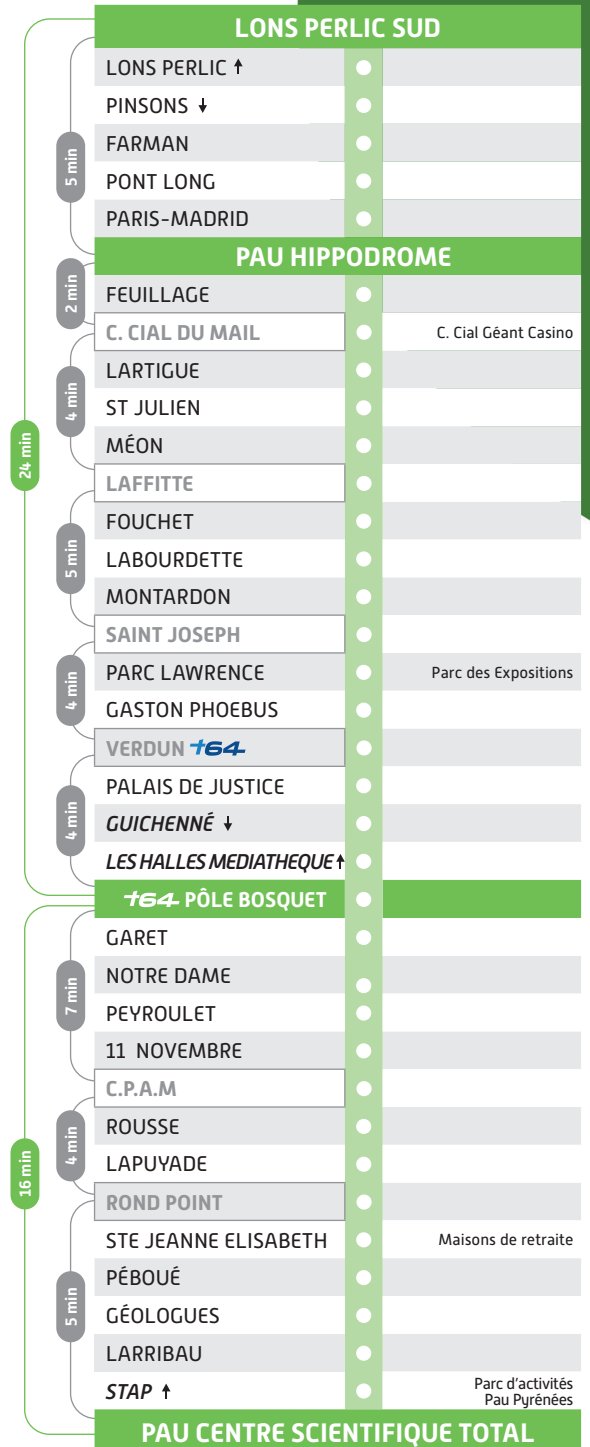 LONS PERLIC SUD
LONS PERLIC ↑
PINSONS ↓
FARMAN
PONT LONG
PARIS-MADRID
5 min
PAU HIPPODROME
2 min
FEUILLAGE
C. CIAL DU MAIL C. Cial Géant Casino
LARTIGUE
4 min
ST JULIEN
MÉON
24 min
LAFFITTE
FOUCHET
5 min
LABOURDETTE
MONTARDON
SAINT JOSEPH
4 min
PARC LAWRENCE Parc des Expositions
GASTON PHOEBUS
VERDUN +64
PALAIS DE JUSTICE
4 min
GUICHENNÉ ↓
LES HALLES MEDIATHEQUE ↑
+64 PÔLE BOSQUET
GARET
NOTRE DAME
7 min
PEYROULET
11 NOVEMBRE
C.P.A.M
ROUSSE
4 min
LAPUYADE
16 min
ROND POINT
STE JEANNE ELISABETH Maisons de retraite
PÉBOUÉ
5 min
GÉOLOGUES
LARRIBAU
STAP ↑ Parc d'activités
Pau Pyrénées
PAU CENTRE SCIENTIFIQUE TOTAL